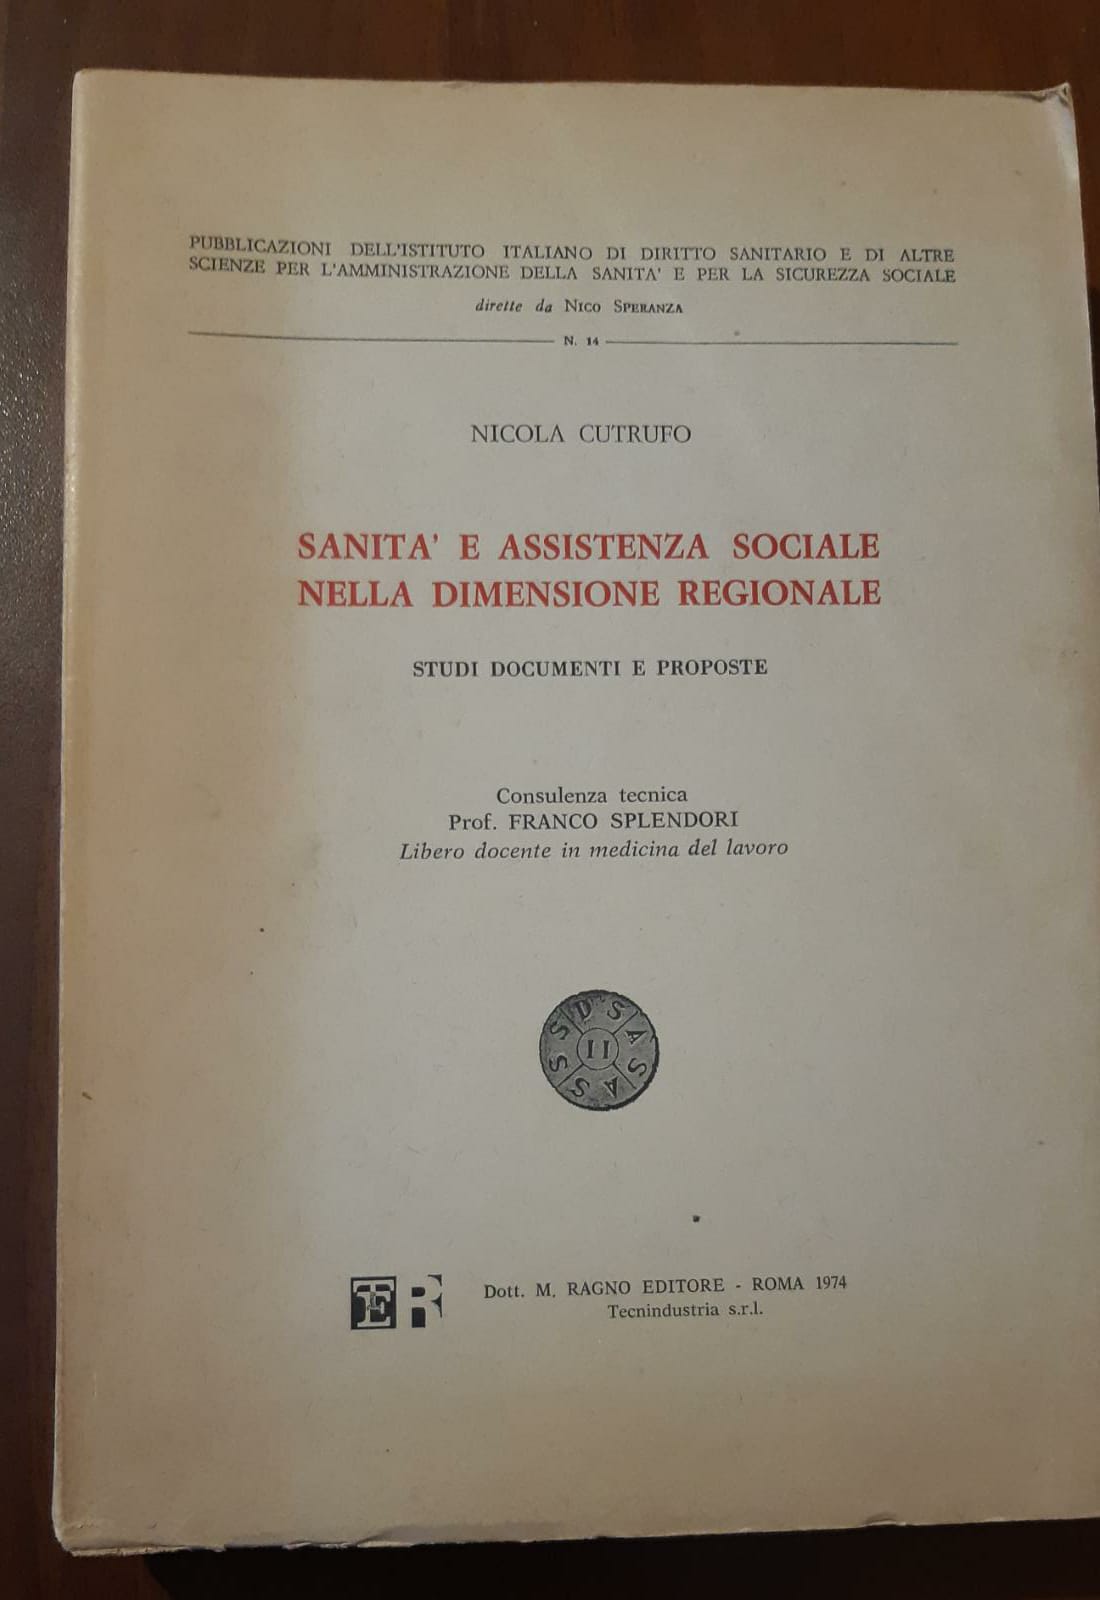 PUBBLICAZIONI DELL'ISTITUTO ITALIANO DI DIRITTO SANITARIO E DI ALTRE
SCIENZE PER L'AMMINISTRAZIONE DELLA SANITA' E PER LA SICUREZZA SOCIALE
dirette da NICO SPERANZA
N. 14
NICOLA CUTRUFO
SANITA' E ASSISTENZA SOCIALE
NELLA DIMENSIONE REGIONALE
STUDI DOCUMENTI E PROPOSTE
Consulenza tecnica
Prof. FRANCO SPLENDORI
Libero docente in medicina del lavoro
S D S A S A S S S
II
Dott. M. RAGNO EDITORE - ROMA 1974
Tecnindustria s.r.l.